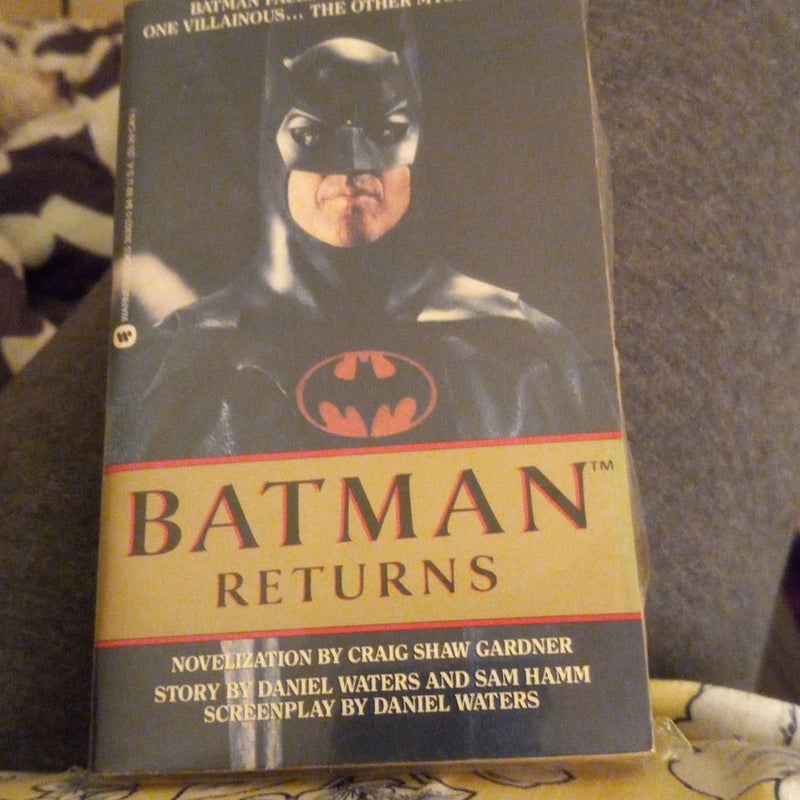 BATMAN
ONE VILLAINOUS... THE OTHER
BATMAN™
RETURNS
NOVELIZATION BY CRAIG SHAW GARDNER
STORY BY DANIEL WATERS AND SAM HAMM
SCREENPLAY BY DANIEL WATERS